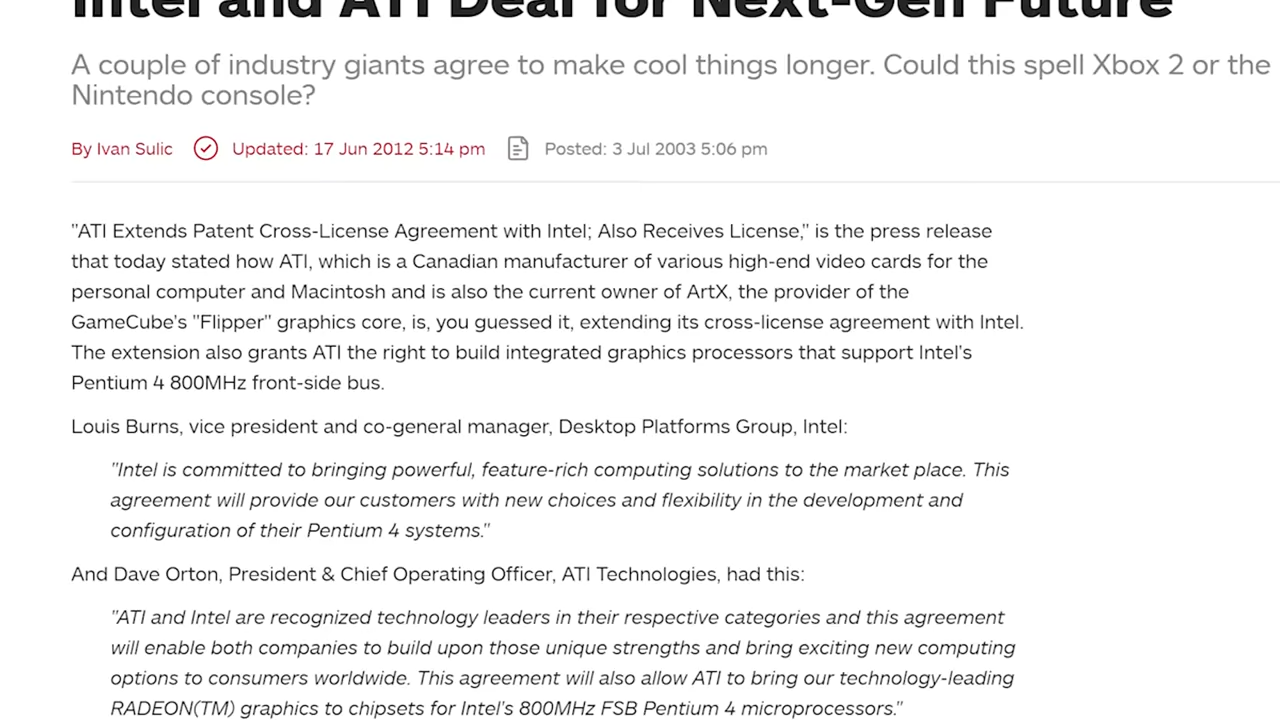 Intel and ATI Deal for Next-Gen Future
A couple of industry giants agree to make cool things longer. Could this spell Xbox 2 or the
Nintendo console?
By Ivan Sulic Updated: 17 Jun 2012 5:14 pm Posted: 3 Jul 2003 5:06 pm
"ATI Extends Patent Cross-License Agreement with Intel; Also Receives License," is the press release
that today stated how ATI, which is a Canadian manufacturer of various high-end video cards for the
personal computer and Macintosh and is also the current owner of ArtX, the provider of the
GameCube's "Flipper" graphics core, is, you guessed it, extending its cross-license agreement with Intel.
The extension also grants ATI the right to build integrated graphics processors that support Intel's
Pentium 4 800MHz front-side bus.
Louis Burns, vice president and co-general manager, Desktop Platforms Group, Intel:
"Intel is committed to bringing powerful, feature-rich computing solutions to the market place. This
agreement will provide our customers with new choices and flexibility in the development and
configuration of their Pentium 4 systems."
And Dave Orton, President & Chief Operating Officer, ATI Technologies, had this:
"ATI and Intel are recognized technology leaders in their respective categories and this agreement
will enable both companies to build upon those unique strengths and bring exciting new computing
options to consumers worldwide. This agreement will also allow ATI to bring our technology-leading
RADEON(TM) graphics to chipsets for Intel's 800MHz FSB Pentium 4 microprocessors."